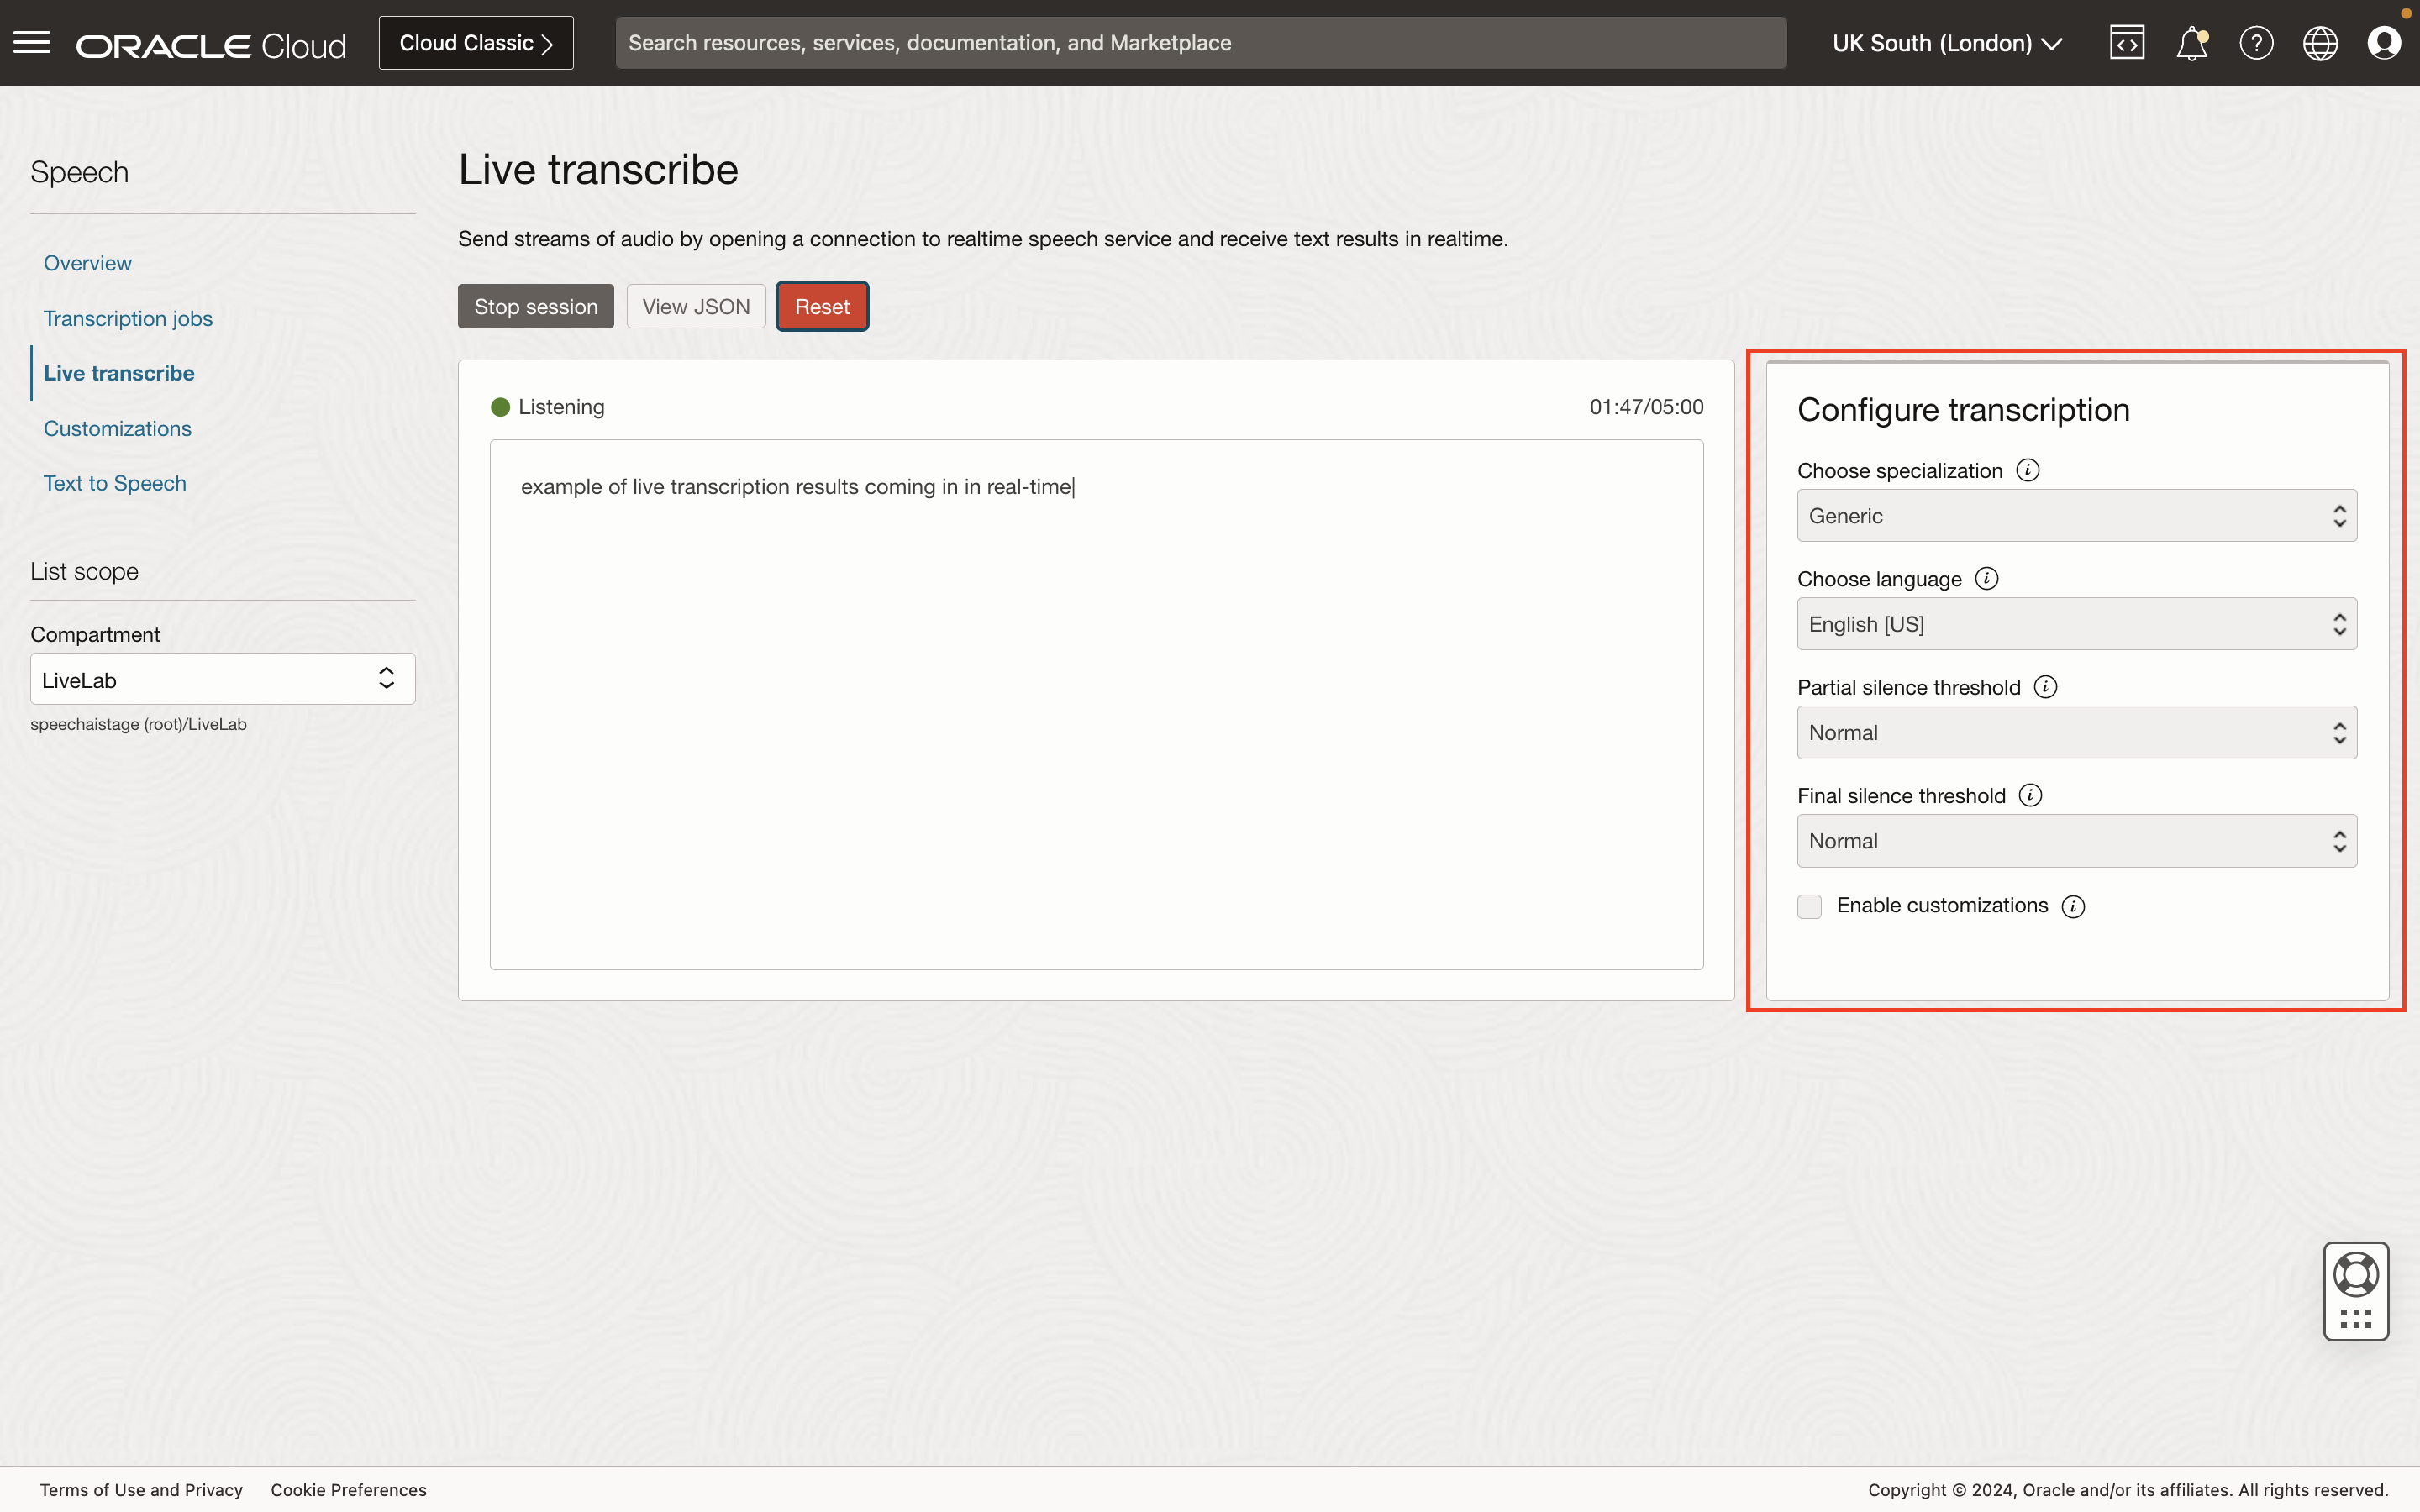 ORACLE Cloud
Cloud Classic
Search resources, services, documentation, and Marketplace
UK South (London)
Speech
Overview
Transcription jobs
Live transcribe
Customizations
Text to Speech
List scope
Compartment
LiveLab
speechaistage (root)/LiveLab
Live transcribe
Send streams of audio by opening a connection to realtime speech service and receive text results in realtime.
Stop session
View JSON
Reset
Listening
01:47/05:00
example of live transcription results coming in in real-time
Configure transcription
Choose specialization
Generic
Choose language
English [US]
Partial silence threshold
Normal
Final silence threshold
Normal
Enable customizations
Terms of Use and Privacy
Cookie Preferences
Copyright © 2024, Oracle and/or its affiliates. All rights reserved.